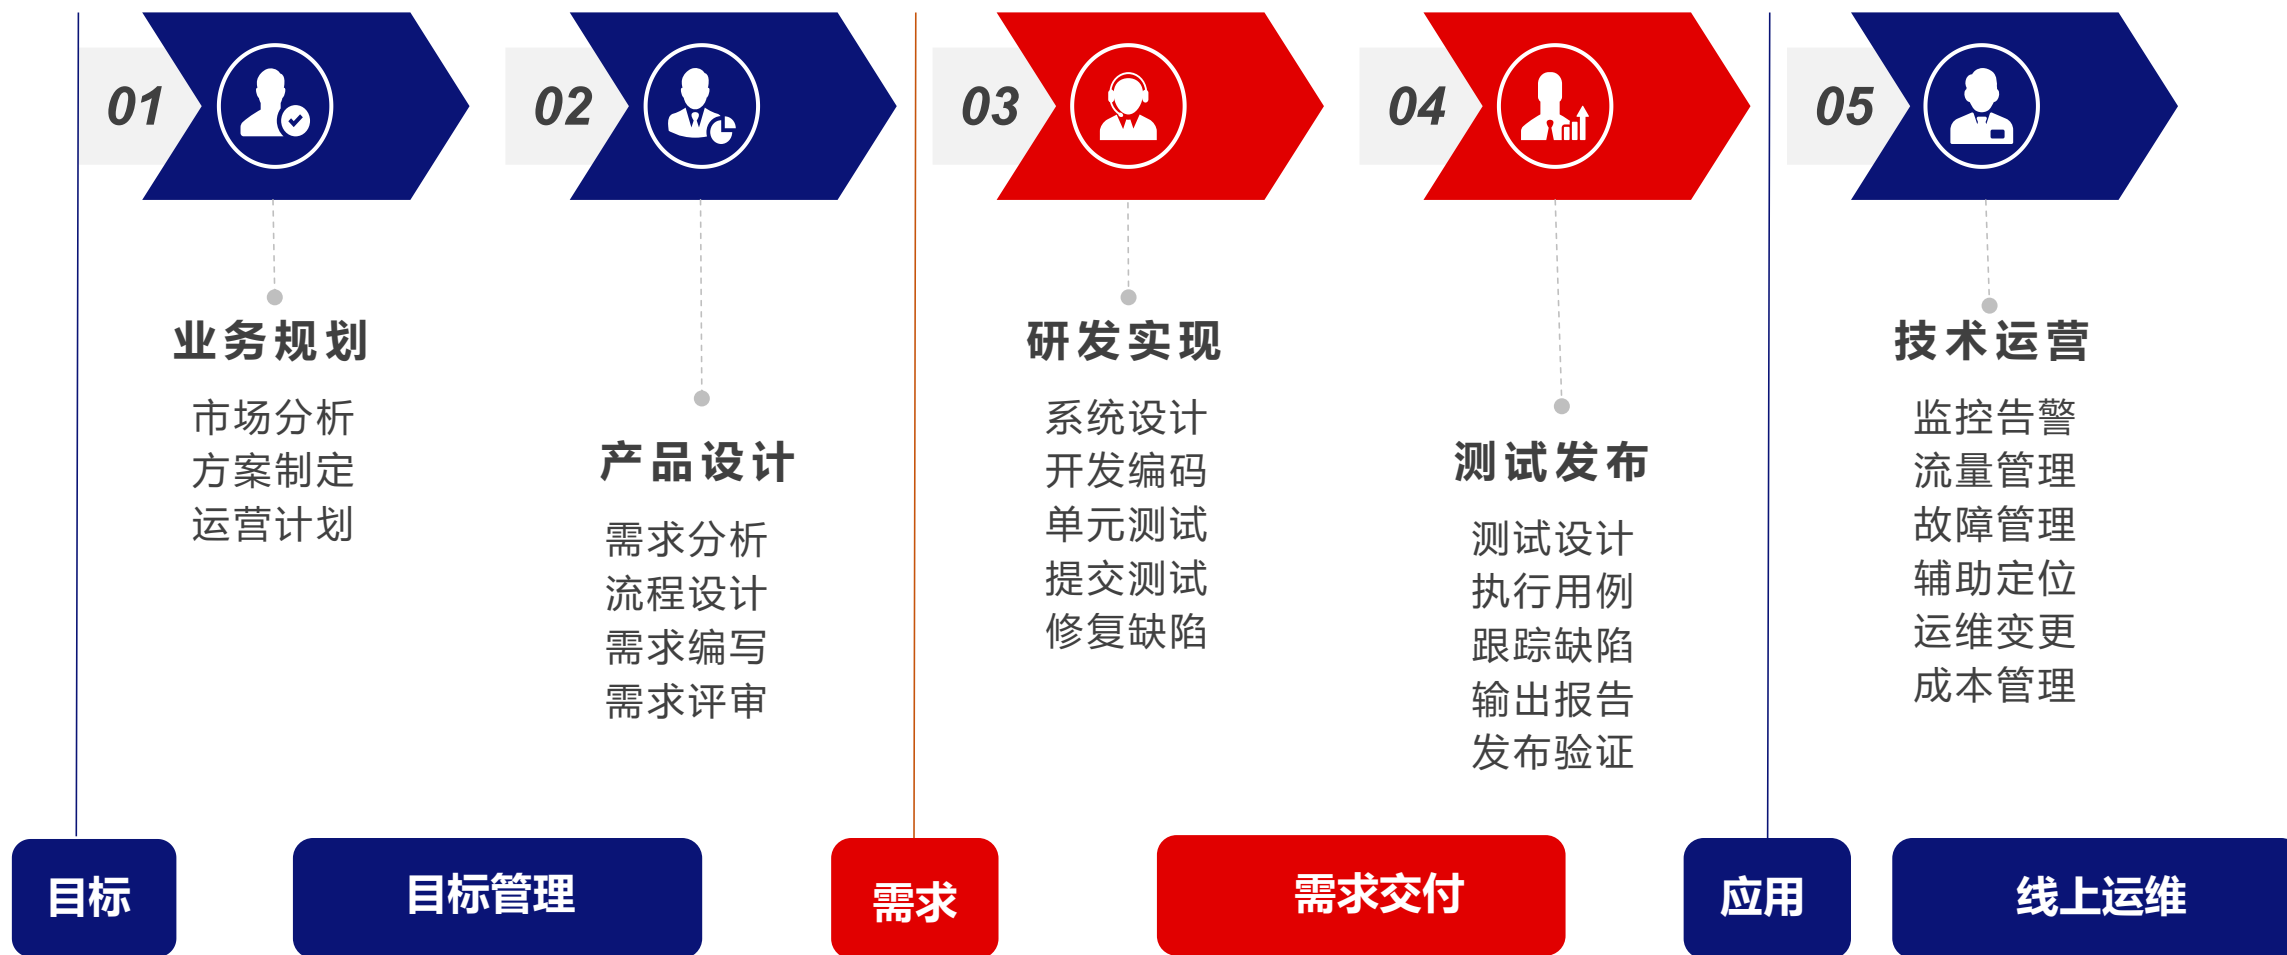 01
02
03
04
05
业务规划
市场分析
方案制定
运营计划
产品设计
需求分析
流程设计
需求编写
需求评审
研发实现
系统设计
开发编码
单元测试
提交测试
修复缺陷
测试发布
测试设计
执行用例
跟踪缺陷
输出报告
发布验证
技术运营
监控告警
流量管理
故障管理
辅助定位
运维变更
成本管理
目标
目标管理
需求
需求交付
应用
线上运维